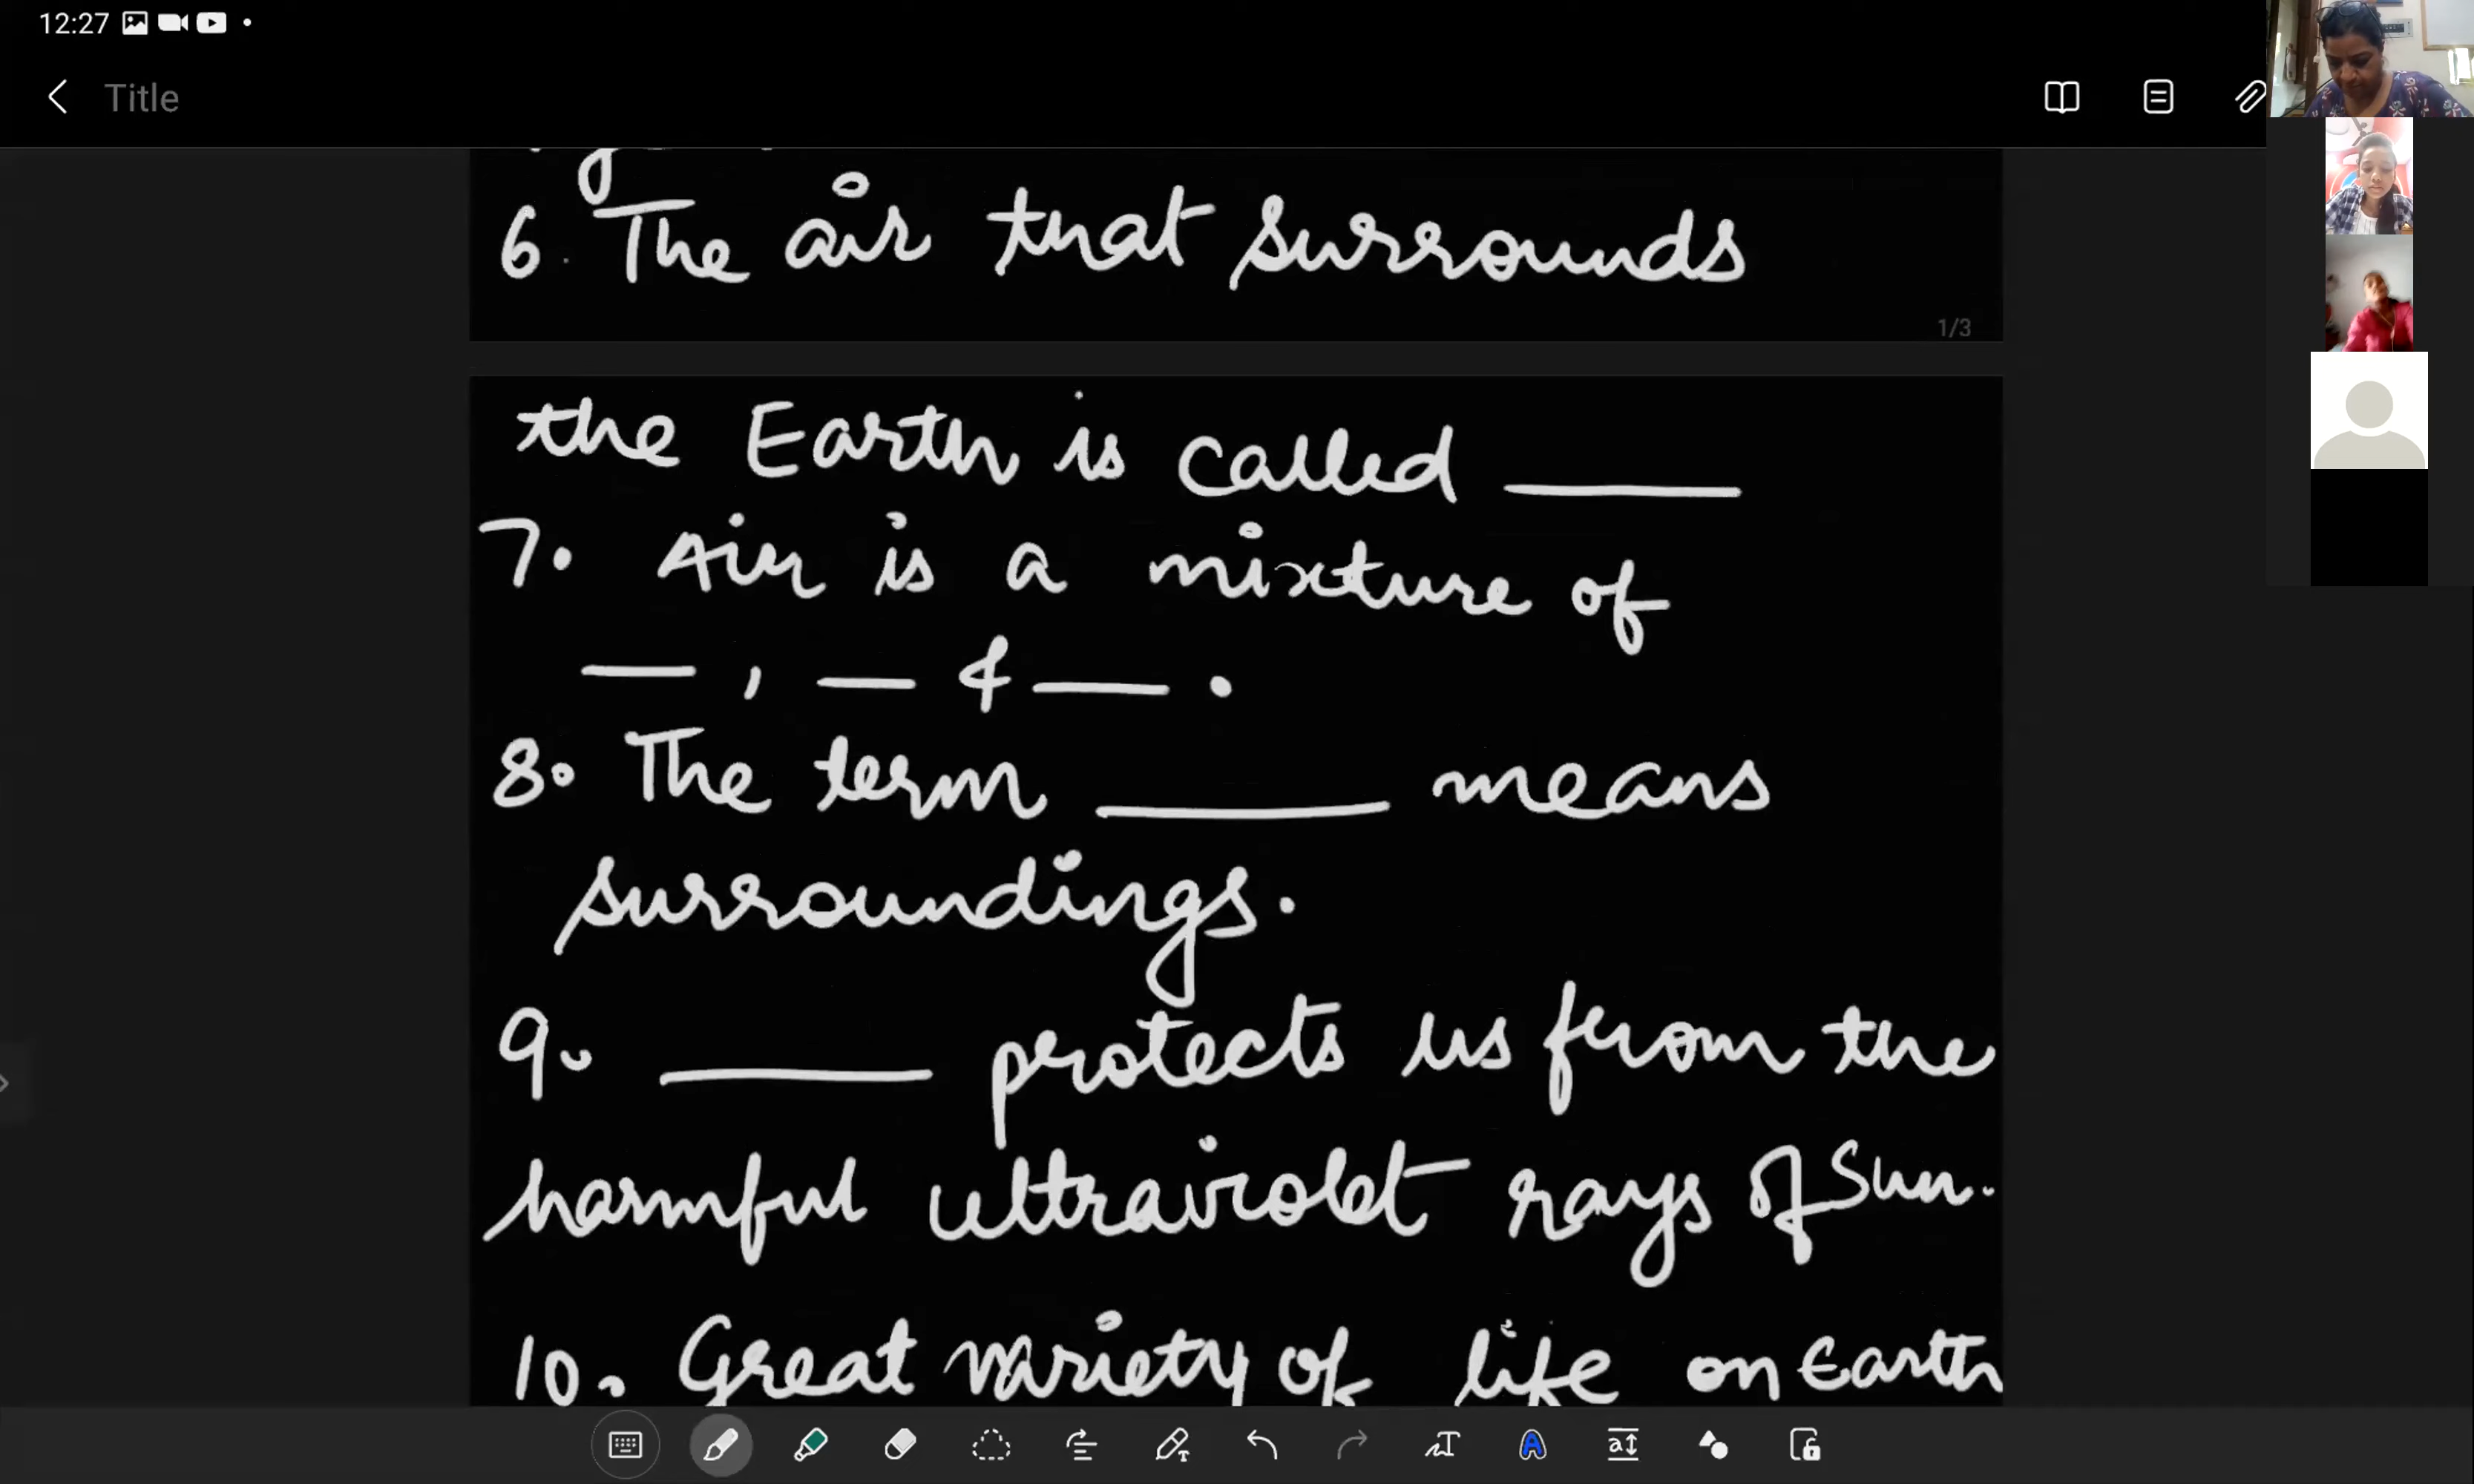 12:27
Title
6. The air that surrounds
1/3
the Earth is called ____
7. Air is a mixture of
__ , __ & __ .
8. The term ____ means
surroundings.
9. ____ protects us from the
harmful ultraviolet rays of Sun.
10. Great variety of life on Earth